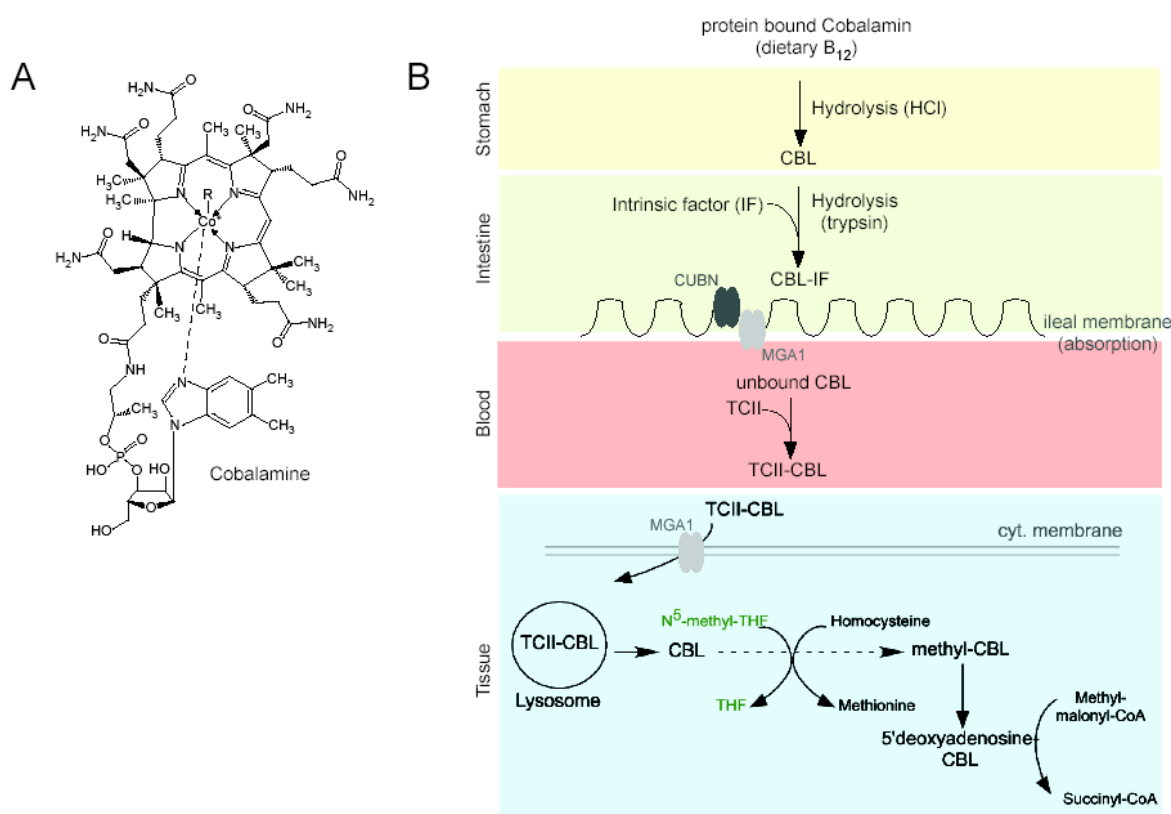 A
O
NH2
O
H2N
O
H2N
O
NH2
CH3
H3C
H3C
H3C
CH3
R
N
N
Co+
N
N
H
O
NH2
O
H2N
CH3
CH3
CH3
CH3
O
NH2
O
NH
CH3
N
N
CH3
CH3
O
O
P
HO
O
HO
O
HO
Cobalamine
B
protein bound Cobalamin
(dietary B12)
Stomach
Hydrolysis (HCl)
CBL
Intestine
Intrinsic factor (IF)
Hydrolysis
(trypsin)
CBL-IF
CUBN
MGA1
ileal membrane
(absorption)
Blood
unbound CBL
TCII
TCII-CBL
Tissue
MGA1
TCII-CBL
cyt. membrane
TCII-CBL
Lysosome
CBL
N5-methyl-THF
Homocysteine
methyl-CBL
THF
Methionine
5'deoxyadenosine-
CBL
Methyl-
malonyl-CoA
Succinyl-CoA